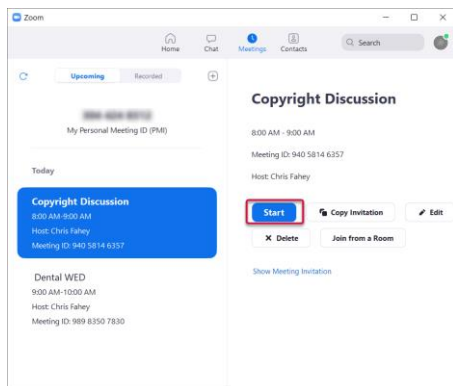 Zoom
Home
Chat
Meetings
Contacts
Search
Upcoming
Recorded
My Personal Meeting ID (PMI)
Today
Copyright Discussion
8:00 AM-9:00 AM
Host: Chris Fahey
Meeting ID: 940 5814 6357
Dental WED
9:00 AM-10:00 AM
Host: Chris Fahey
Meeting ID: 989 8350 7830
Copyright Discussion
8:00 AM - 9:00 AM
Meeting ID: 940 5814 6357
Host: Chris Fahey
Start
Copy Invitation
Edit
Delete
Join from a Room
Show Meeting Invitation